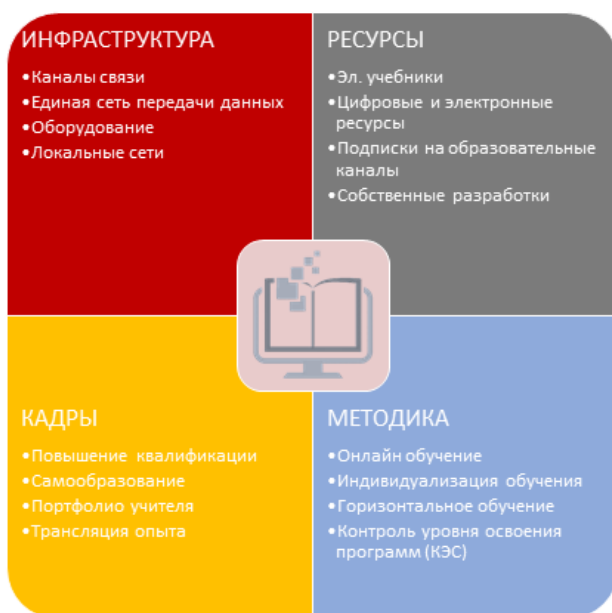 ИНФРАСТРУКТУРА
•Каналы связи
•Единая сеть передачи данных
•Оборудование
•Локальные сети
РЕСУРСЫ
•Эл. учебники
•Цифровые и электронные
ресурсы
•Подписки на образовательные
каналы
•Собственные разработки
КАДРЫ
•Повышение квалификации
•Самообразование
•Портфолио учителя
•Трансляция опыта
МЕТОДИКА
•Онлайн обучение
•Индивидуализация обучения
•Горизонтальное обучение
•Контроль уровня освоения
программ (КЭС)